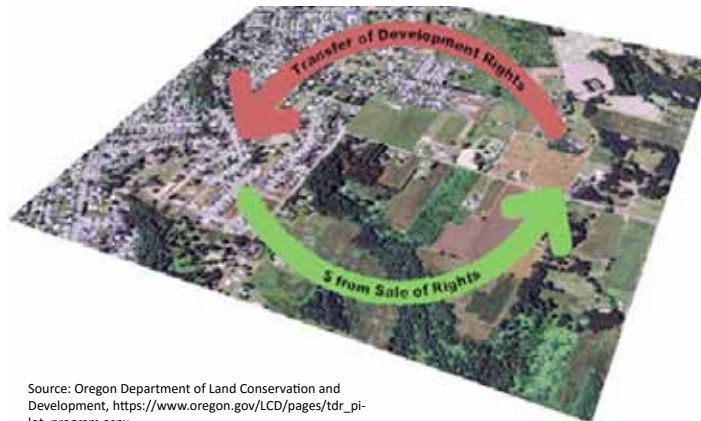 Transfer of Development Rights
$ from Sale of Rights
Source: Oregon Department of Land Conservation and
Development, https://www.oregon.gov/LCD/pages/tdr_pi-